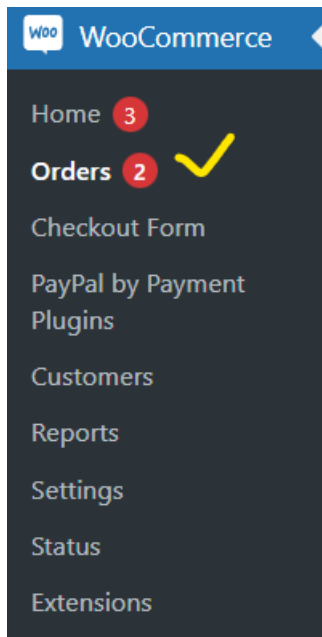 Woo WooCommerce
Home 3
Orders 2
Checkout Form
PayPal by Payment
Plugins
Customers
Reports
Settings
Status
Extensions